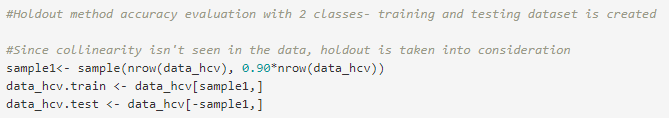 #Holdout method accuracy evaluation with 2 classes- training and testing dataset is created
#Since collinearity isn't seen in the data, holdout is taken into consideration
sample1<- sample(nrow(data_hcv), 0.90*nrow(data_hcv))
data_hcv.train <- data_hcv[sample1,]
data_hcv.test <- data_hcv[-sample1,]